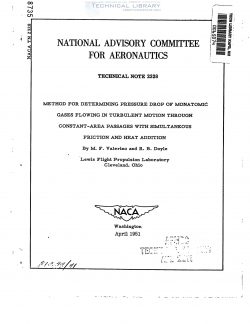 TECHNICAL LIBRARY
NATIONAL ADVISORY COMMITTEE
FOR AERONAUTICS
TECHNICAL NOTE 2328
METHOD FOR DETERMINING PRESSURE DROP OF MONATOMIC
GASES FLOWING IN TURBULENT MOTION THROUGH
CONSTANT-AREA PASSAGES WITH SIMULTANEOUS
FRICTION AND HEAT ADDITION
By M. F. Valerino and R. B. Doyle
Lewis Flight Propulsion Laboratory
Cleveland, Ohio
NACA
Washington
April 1951